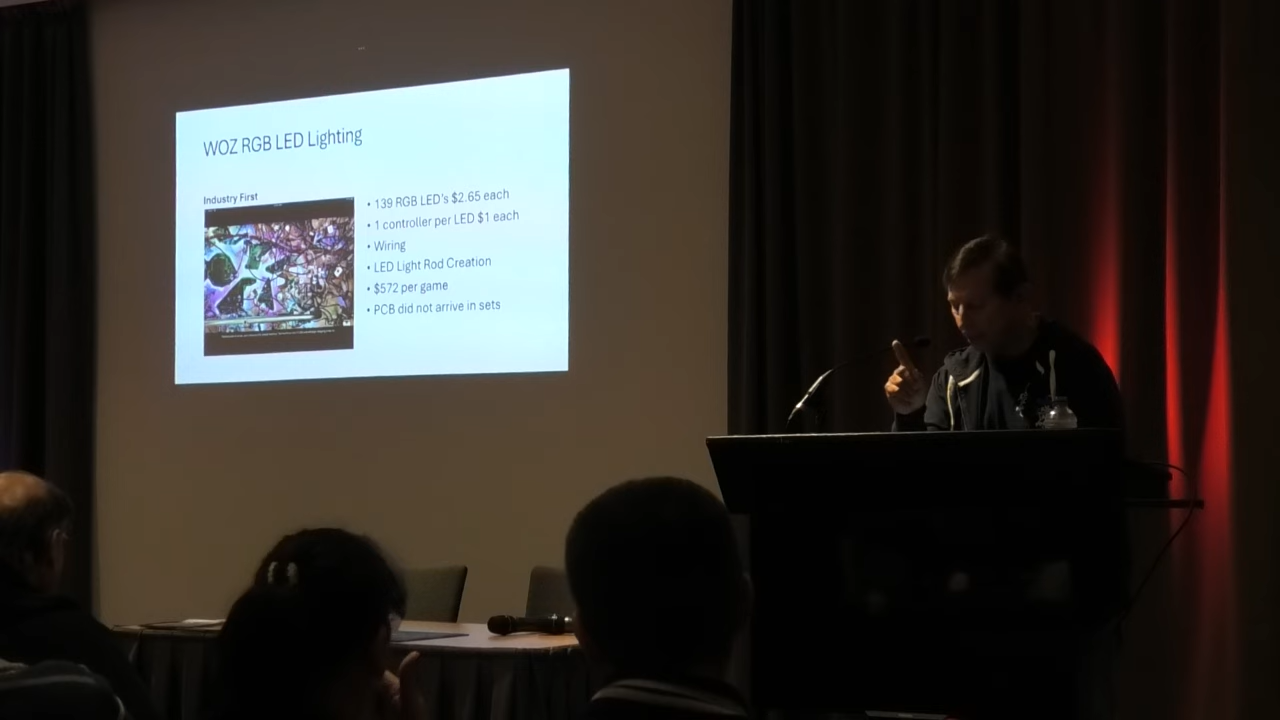 WOZ RGB LED Lighting
Industry First
• 139 RGB LED's $2.65 each
• 1 controller per LED $1 each
• Wiring
• LED Light Rod Creation
• $572 per game
• PCB did not arrive in sets